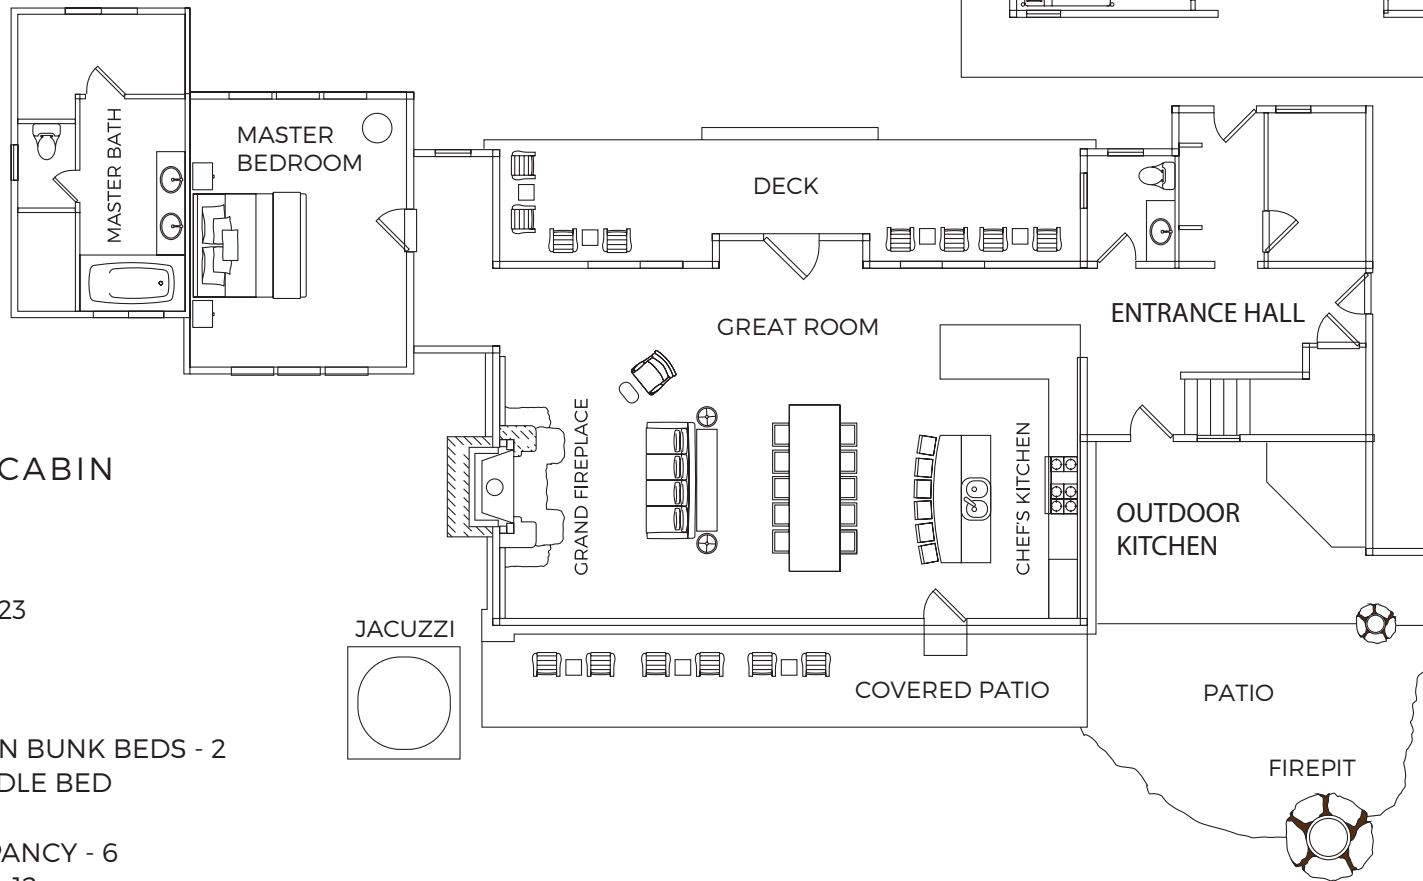 MASTER BATH
MASTER
BEDROOM
DECK
GREAT ROOM
ENTRANCE HALL
GRAND FIREPLACE
CHEF'S KITCHEN
CABIN
OUTDOOR
KITCHEN
23
JACUZZI
COVERED PATIO
PATIO
N BUNK BEDS - 2
DLE BED
FIREPIT
PANCY - 6